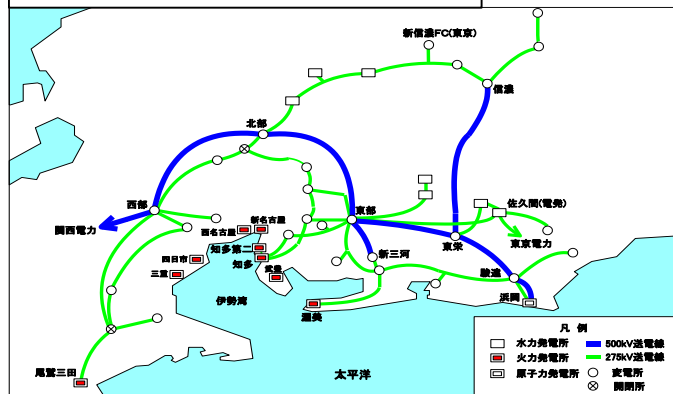 新信濃FC(東京)
信濃
北部
西部
関西電力
西名古屋
新名古屋
東部
佐久間(電発)
東京電力
東栄
知多第二
知多
新三河
四日市
三重
武豊
駿遠
浜岡
伊勢湾
渥美
尾鷲三田
太平洋
凡 例
水力発電所
500kV送電線
火力発電所
275kV送電線
原子力発電所
変電所
開閉所